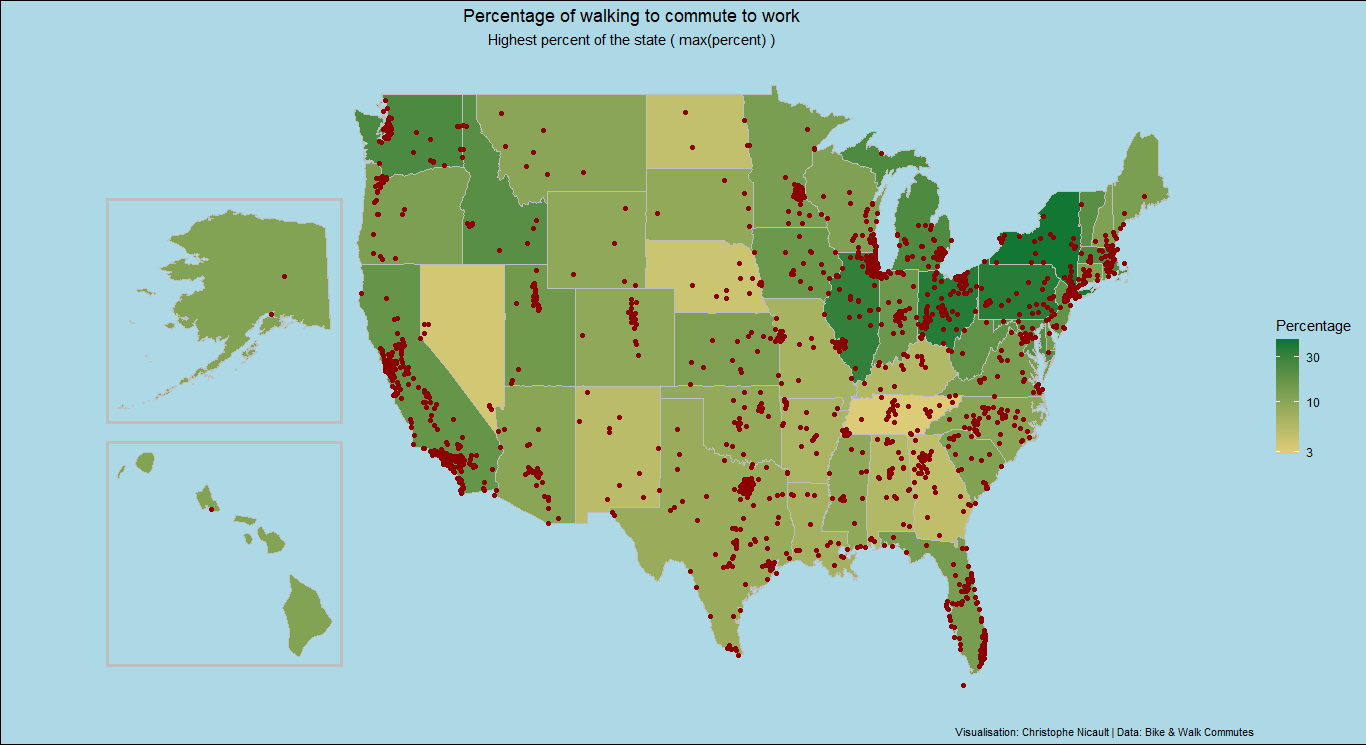 Percentage of walking to commute to work
Highest percent of the state ( max(percent) )
Percentage
30
10
3
Visualisation: Christophe Nicault | Data: Bike & Walk Commutes